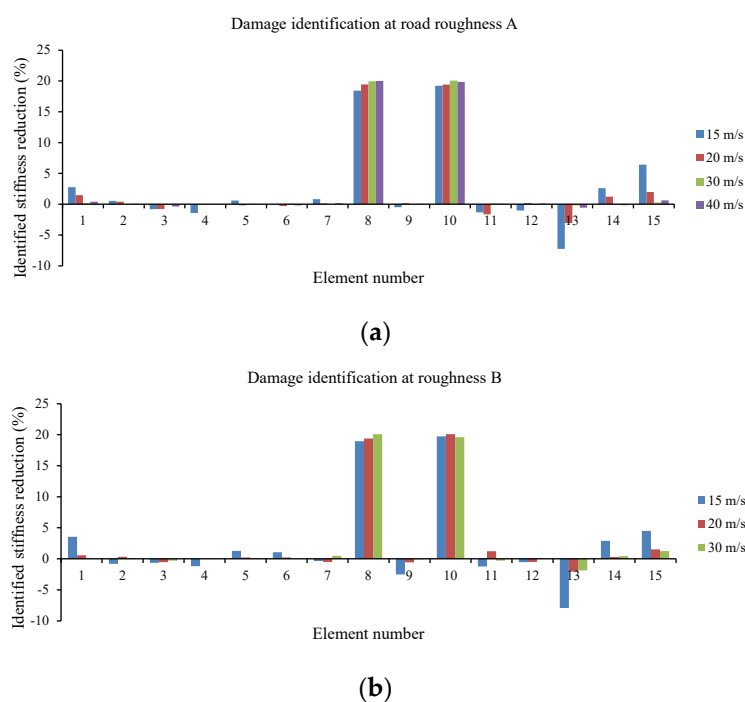 Damage identification at road roughness A
Identified stiffness reduction (%)
25
20
15
10
5
0
-5
-10
1 2 3 4 5 6 7 8 9 10 11 12 13 14 15
Element number
15 m/s
20 m/s
30 m/s
40 m/s
(a)
Damage identification at roughness B
Identified stiffness reduction (%)
25
20
15
10
5
0
-5
-10
1 2 3 4 5 6 7 8 9 10 11 12 13 14 15
Element number
15 m/s
20 m/s
30 m/s
(b)